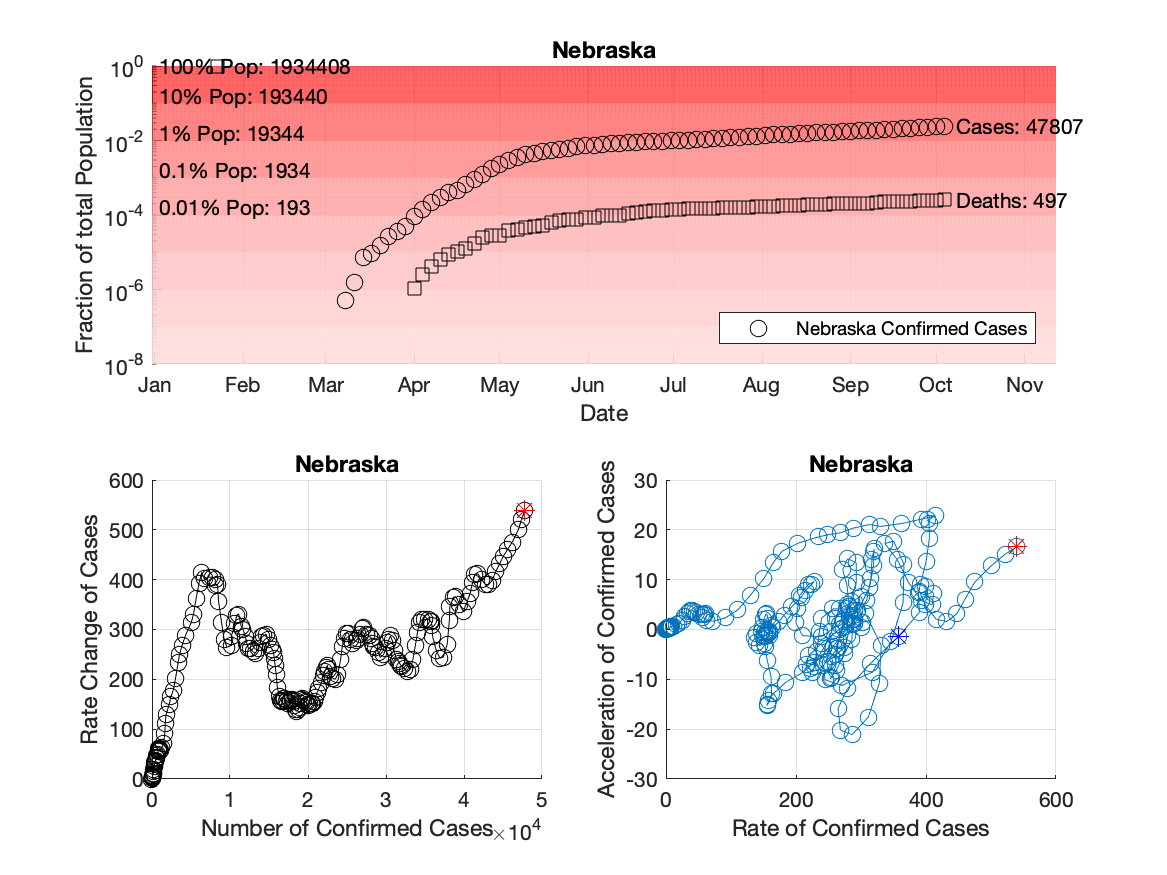 Nebraska
Fraction of total Population
10^0
10^-2
10^-4
10^-6
10^-8
100% Pop: 1934408
10% Pop: 193440
1% Pop: 19344
0.1% Pop: 1934
0.01% Pop: 193
Cases: 47807
Deaths: 497
Nebraska Confirmed Cases
Jan Feb Mar Apr May Jun Jul Aug Sep Oct Nov
Date
Nebraska
Rate Change of Cases
600
500
400
300
200
100
0
0 1 2 3 4 5
Number of Confirmed Cases
×10^4
Nebraska
Acceleration of Confirmed Cases
30
20
10
0
-10
-20
-30
0 200 400 600
Rate of Confirmed Cases